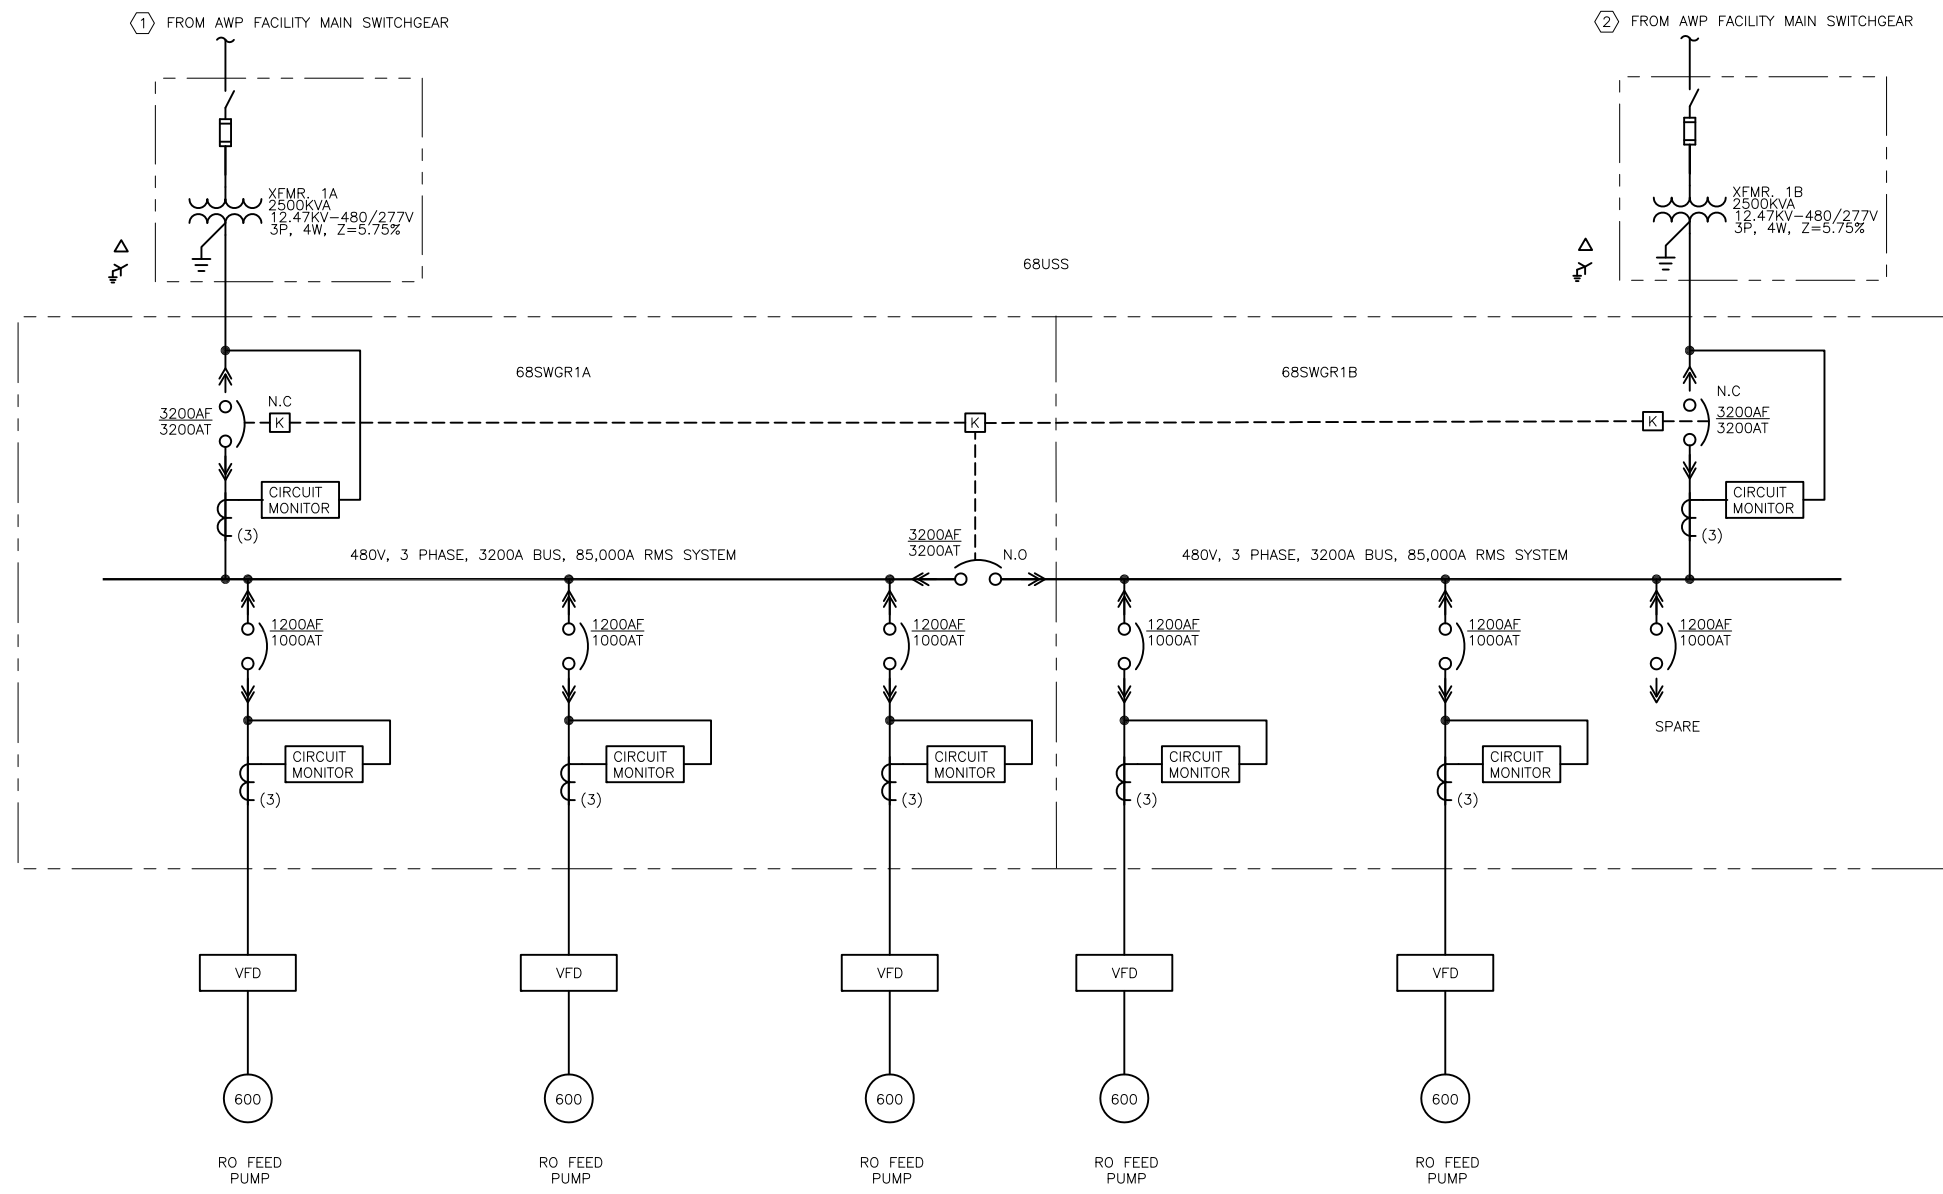 1 FROM AWP FACILITY MAIN SWITCHGEAR
2 FROM AWP FACILITY MAIN SWITCHGEAR
XFMR. 1A
2500KVA
12.47KV-480/277V
3P, 4W, Z=5.75%
XFMR. 1B
2500KVA
12.47KV-480/277V
3P, 4W, Z=5.75%
68USS
68SWGR1A
68SWGR1B
N.C
3200AF
3200AT
K
K
K
N.C
3200AF
3200AT
CIRCUIT
MONITOR
(3)
CIRCUIT
MONITOR
(3)
480V, 3 PHASE, 3200A BUS, 85,000A RMS SYSTEM
3200AF
3200AT
N.O
480V, 3 PHASE, 3200A BUS, 85,000A RMS SYSTEM
1200AF
1000AT
1200AF
1000AT
1200AF
1000AT
1200AF
1000AT
1200AF
1000AT
1200AF
1000AT
SPARE
CIRCUIT
MONITOR
(3)
CIRCUIT
MONITOR
(3)
CIRCUIT
MONITOR
(3)
CIRCUIT
MONITOR
(3)
CIRCUIT
MONITOR
(3)
VFD
VFD
VFD
VFD
VFD
600
600
600
600
600
RO FEED
PUMP
RO FEED
PUMP
RO FEED
PUMP
RO FEED
PUMP
RO FEED
PUMP